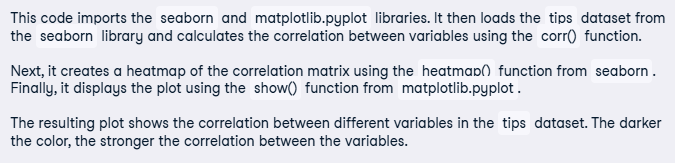 This code imports the seaborn and matplotlib.pyplot libraries. It then loads the tips dataset from
the seaborn library and calculates the correlation between variables using the corr() function.
Next, it creates a heatmap of the correlation matrix using the heatmap() function from seaborn .
Finally, it displays the plot using the show() function from matplotlib.pyplot .
The resulting plot shows the correlation between different variables in the tips dataset. The darker
the color, the stronger the correlation between the variables.